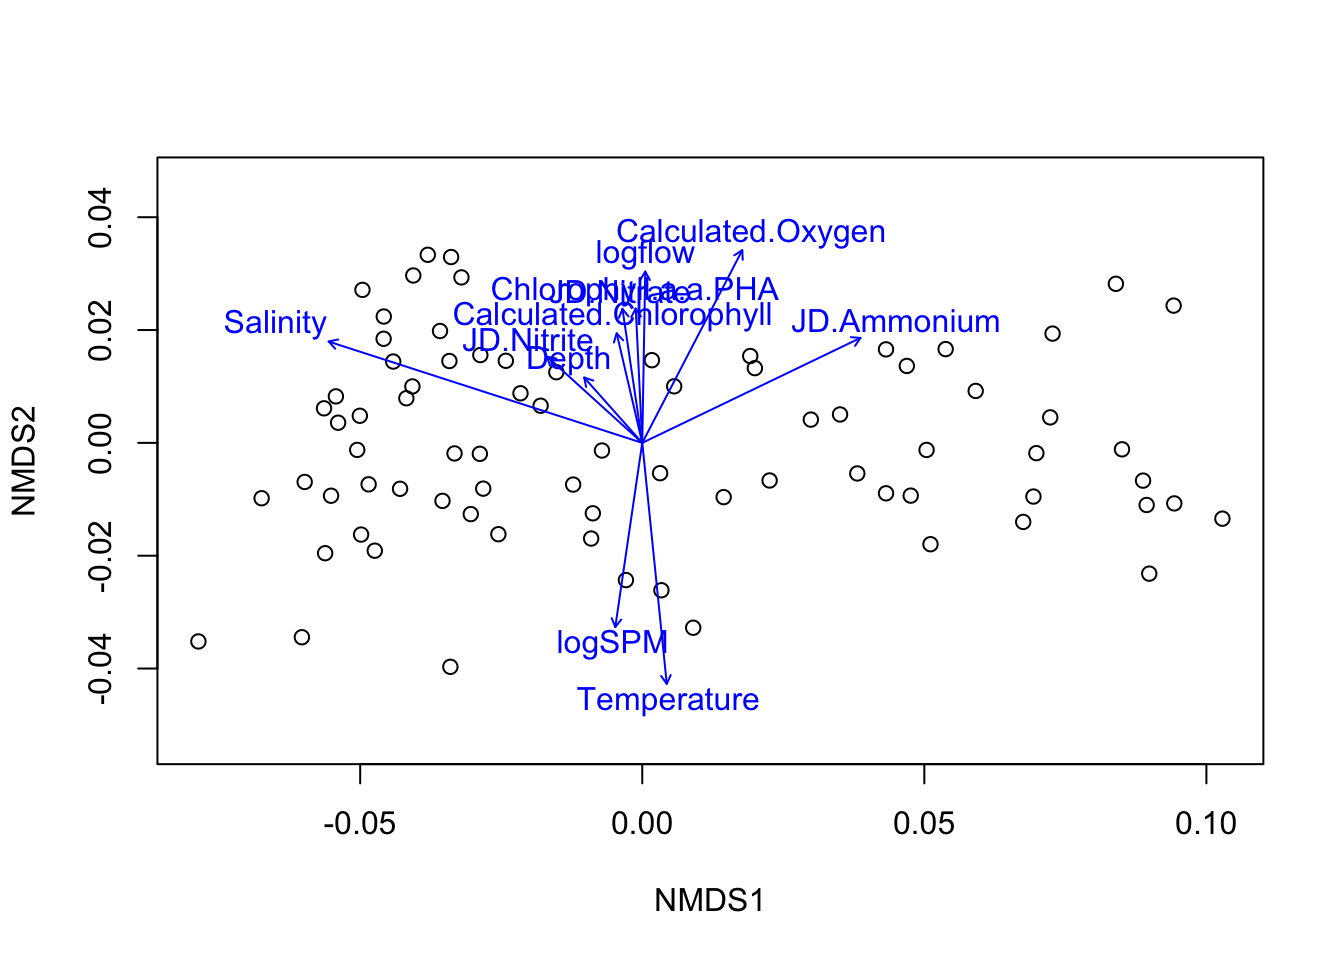 0.04
0.02
0.00
-0.02
-0.04
NMDS2
Calculated.Oxygen
logflow
Chlorophyll.a.a.PHA
JD.Nitrate
Calculated.Chlorophyll
Salinity
JD.Ammonium
JD.Nitrite
Depth
logSPM
Temperature
-0.05
0.00
0.05
0.10
NMDS1